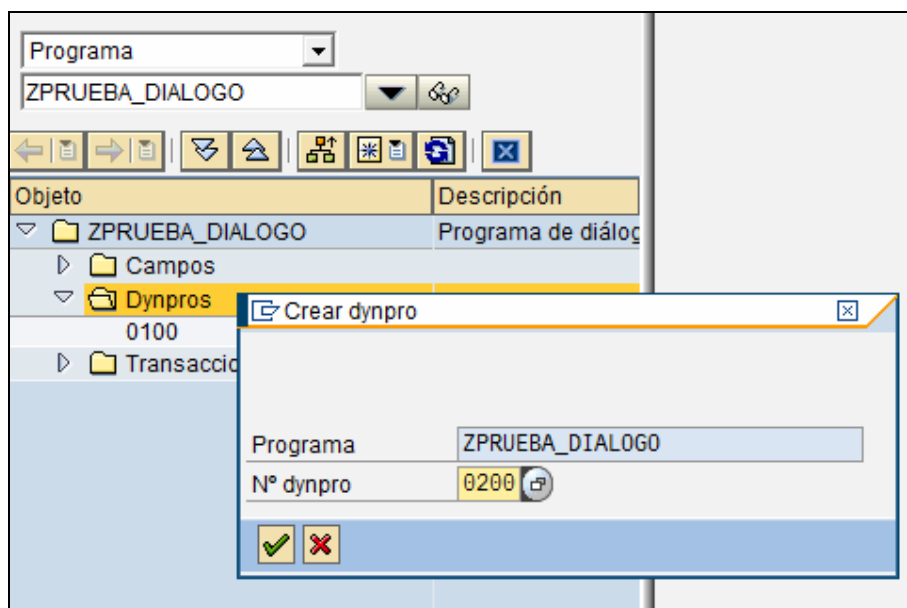 Programa
ZPRUEBA_DIALOGO
Objeto Descripción
ZPRUEBA_DIALOGO Programa de diálog
Campos
Dynpros
0100
Transaccio
Crear dynpro
Programa ZPRUEBA_DIALOGO
Nº dynpro 0200